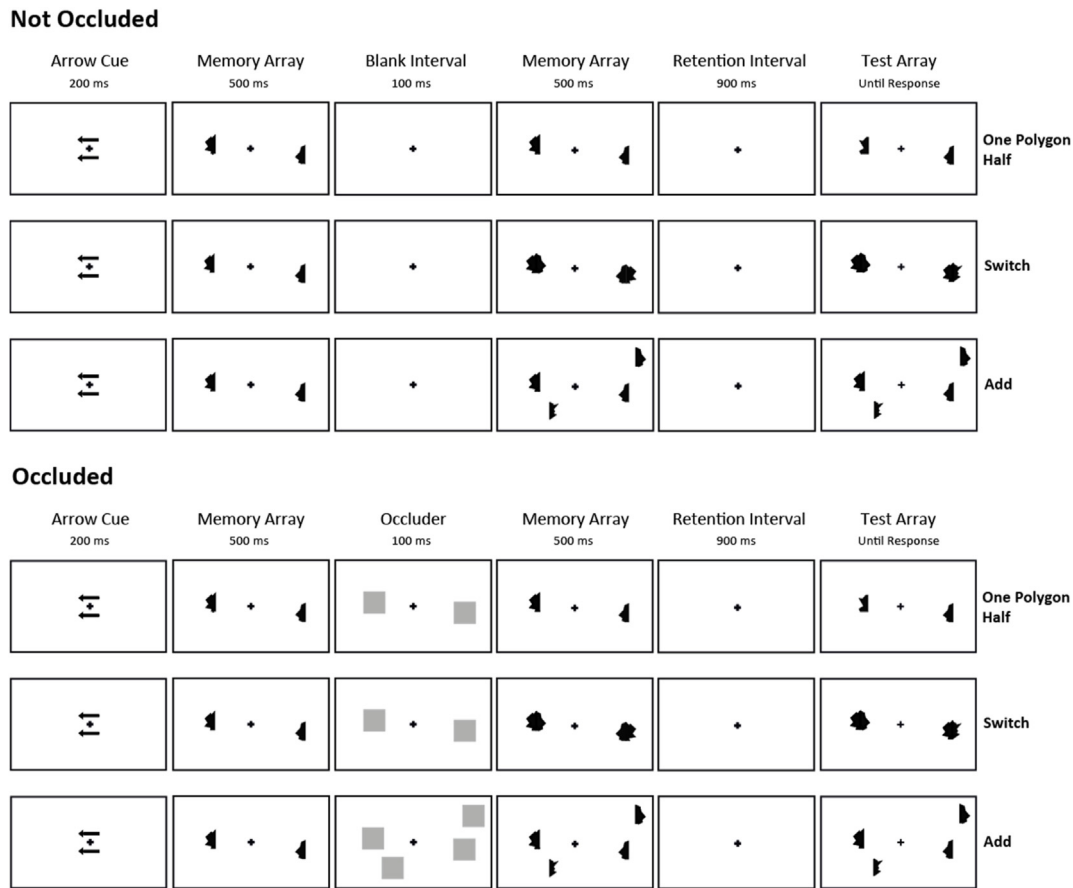 Not Occluded
Arrow Cue Memory Array Blank Interval Memory Array Retention Interval Test Array
200 ms 500 ms 100 ms 500 ms 900 ms Until Response
One Polygon
Half
Switch
Add
Occluded
Arrow Cue Memory Array Occluder Memory Array Retention Interval Test Array
200 ms 500 ms 100 ms 500 ms 900 ms Until Response
One Polygon
Half
Switch
Add